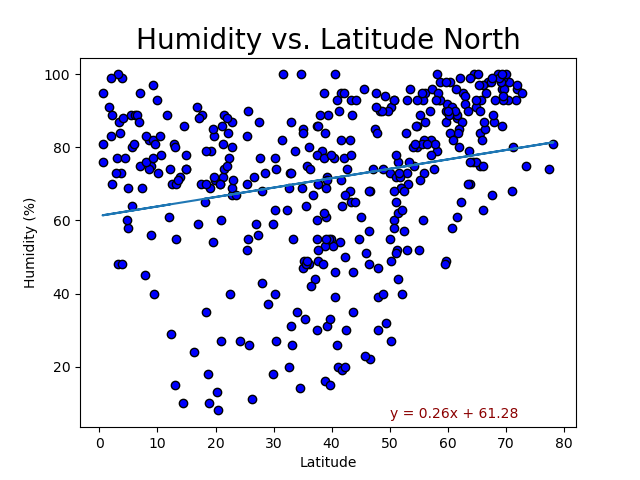 Humidity vs. Latitude North
Humidity (%)
100
80
60
40
20
y = 0.26x + 61.28
0 10 20 30 40 50 60 70 80
Latitude